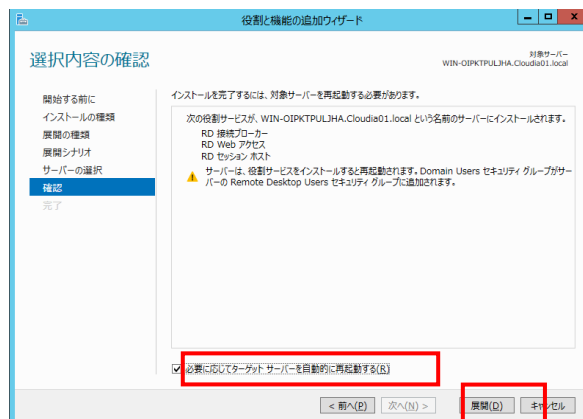 役割と機能の追加ウィザード
選択内容の確認
対象サーバー
WIN-OIPKTPULJHA.Cloudia01.local
開始する前に
インストールの種類
展開の種類
展開シナリオ
サーバーの選択
確認
完了
インストールを完了するには、対象サーバーを再起動する必要があります。
次の役割サービスが、WIN-OIPKTPULJHA.Cloudia01.local という名前のサーバーにインストールされます。
RD 接続ブローカー
RD Web アクセス
RD セッション ホスト
サーバーは、役割サービスをインストールすると再起動されます。Domain Users セキュリティ グループがサー
バーの Remote Desktop Users セキュリティ グループに追加されます。
必要に応じてターゲット サーバーを自動的に再起動する(R)
< 前へ(P) 次へ(N) > 展開(D) キャンセル